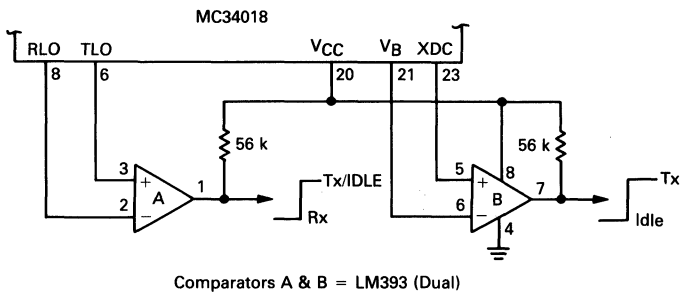 MC34018
RLO TLO VCC VB XDC
8 6 20 21 23
56 k 56 k
3 + A 1 Tx/IDLE
2 − Rx
5 + B 8 7 Tx
6 − 4 Idle
Comparators A & B = LM393 (Dual)